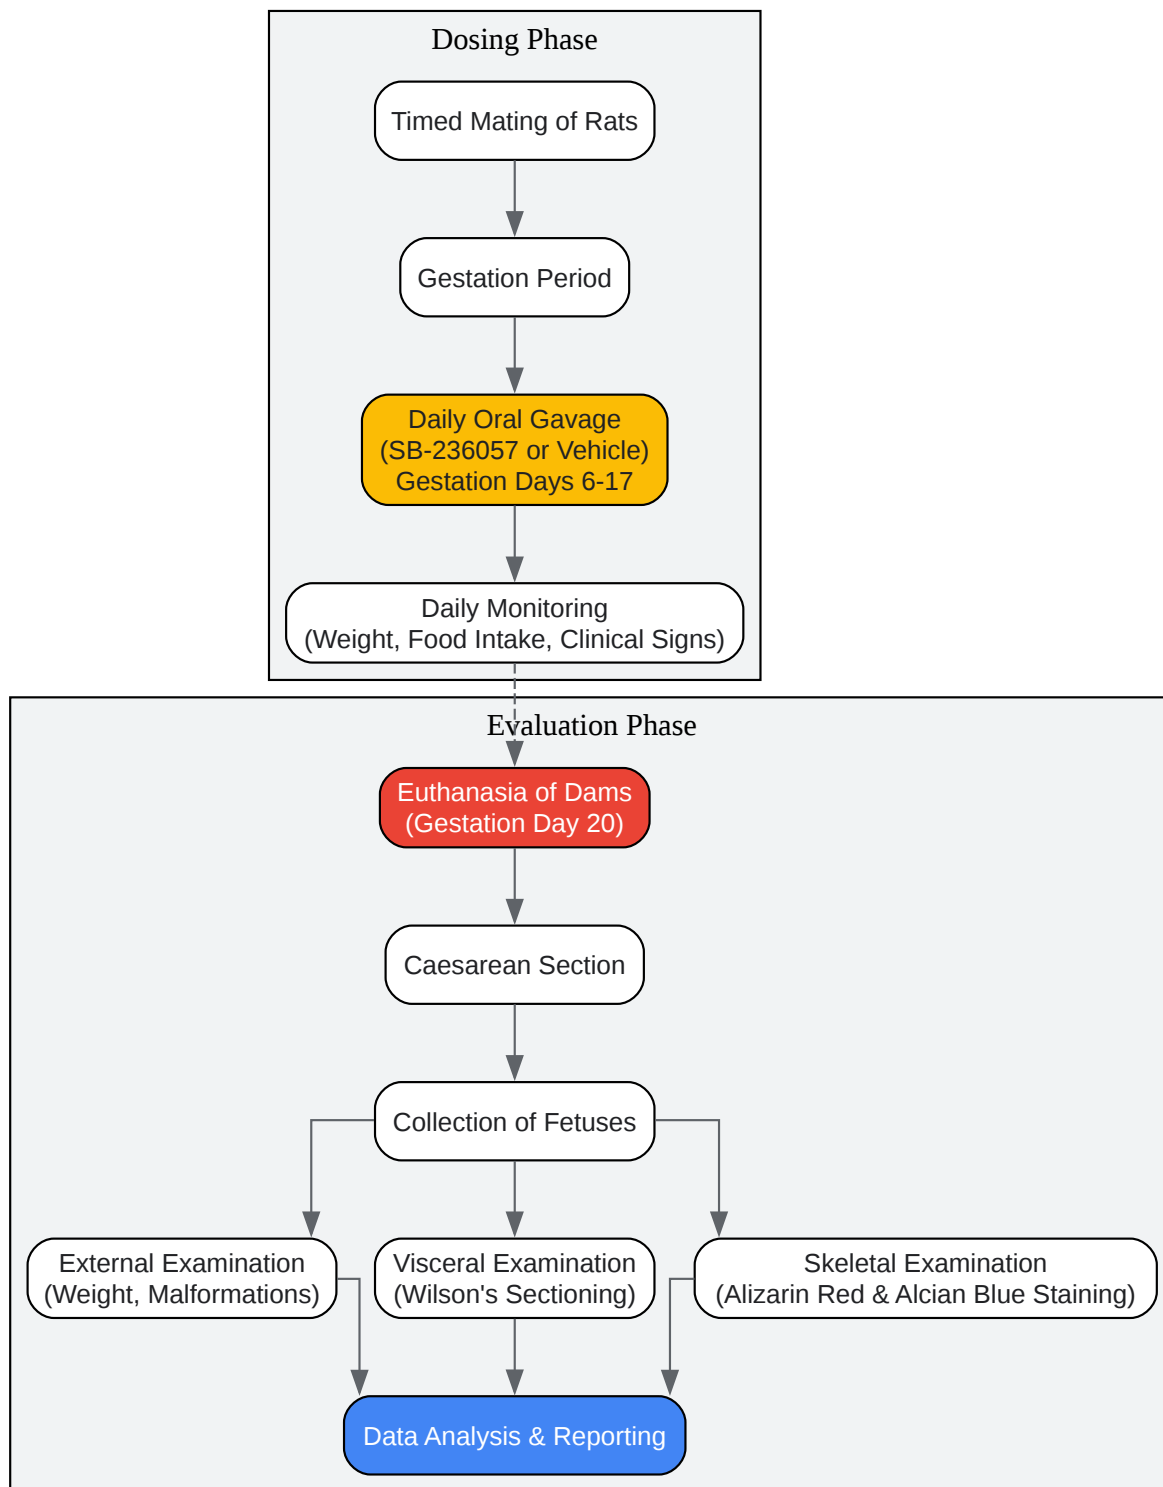 Dosing Phase
Timed Mating of Rats
Gestation Period
Daily Oral Gavage
(SB-236057 or Vehicle)
Gestation Days 6-17
Daily Monitoring
(Weight, Food Intake, Clinical Signs)
Evaluation Phase
Euthanasia of Dams
(Gestation Day 20)
Caesarean Section
Collection of Fetuses
External Examination
(Weight, Malformations)
Visceral Examination
(Wilson's Sectioning)
Skeletal Examination
(Alizarin Red & Alcian Blue Staining)
Data Analysis & Reporting